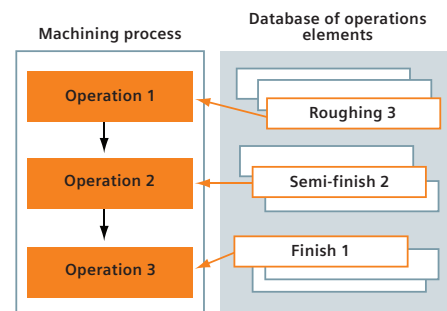 Machining process
Database of operations
elements
Operation 1
Roughing 3
Operation 2
Semi-finish 2
Operation 3
Finish 1